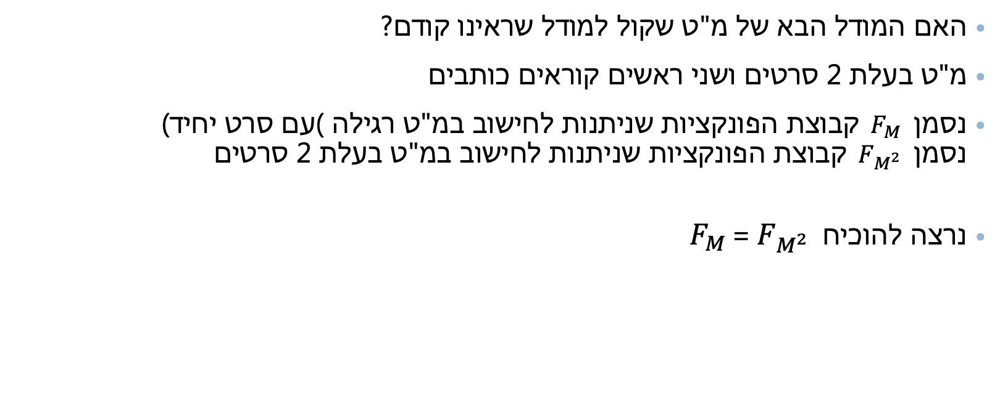 • האם המודל הבא של מ"ט שקול למודל שראינו קודם?
• מ"ט בעלת 2 סרטים ושני ראשים קוראים כותבים
• נסמן F_M קבוצת הפונקציות שניתנות לחישוב במ"ט רגילה (עם סרט יחיד)
נסמן F_{M²} קבוצת הפונקציות שניתנות לחישוב במ"ט בעלת 2 סרטים
• נרצה להוכיח F_M = F_{M²}